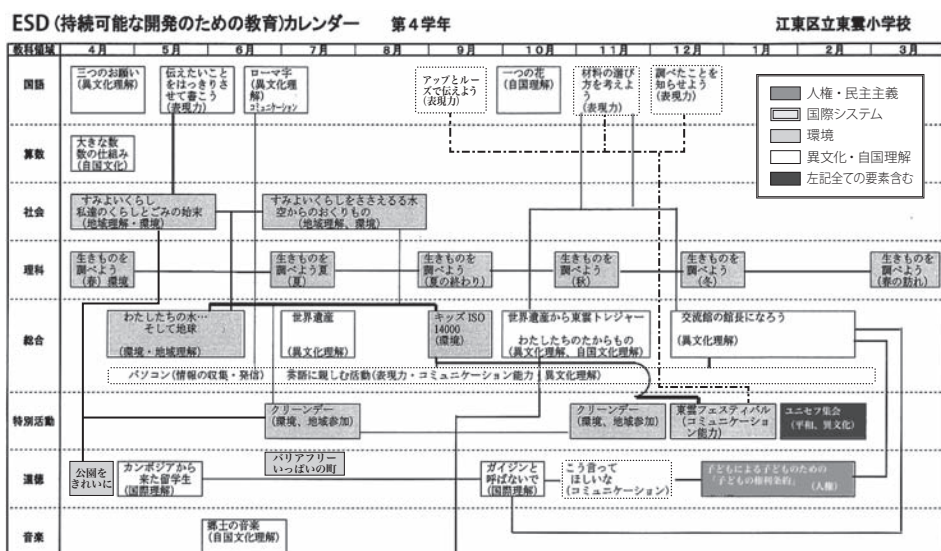 ESD (持続可能な開発のための教育)カレンダー 第４学年 江東区立東雲小学校
教科領域 ４月 ５月 ６月 ７月 ８月 ９月 10月 11月 12月 １月 ２月 ３月
国語
三つのお願い
(異文化理解)
伝えたいこと
をはっきりさ
せて書こう
(表現力)
ローマ字
(異文化理
解)
コミュニケーション
アップとルー
ズで伝えよう
(表現力)
一つの花
(自国理解)
材料の選び
方を考えよ
う
(表現力)
調べたことを
知らせよう
(表現力)
人権・民主主義
国際システム
環境
異文化・自国理解
左記全ての要素含む
算数
大きな数
数の仕組み
(自国文化)
社会
すみよいくらし
私達のくらしとごみの始末
(地域理解・環境)
すみよいくらしをささえるる水
空からのおくりもの
(地域理解、環境)
理科
生きものを
調べよう
(春) 環境
生きものを
調べよう夏
(夏)
生きものを
調べよう
(夏の終わり)
生きものを
調べよう
(秋)
生きものを
調べよう
(冬)
生きものを
調べよう
(春の訪れ)
総合
わたしたちの水…
そして地球
(環境・地域理解)
世界遺産
(異文化理解)
キッズ ISO
14000
(環境)
世界遺産から東雲トレジャー
わたしたちのたからもの
(異文化理解、自国文化理解)
交流館の館長になろう
(異文化理解)
パソコン(情報の収集・発信) 英語に親しむ活動(表現力・コミュニケーション能力・異文化理解)
特別活動
クリーンデー
(環境、地域参加)
クリーンデー
(環境、地域参加)
東雲フェスティバル
(コミュニケーション
能力)
ユニセフ集会
(平和、異文化)
道徳
公園を
きれいに
カンボジアから
来た留学生
(国際理解)
バリアフリー
いっぱいの町
ガイジンと
呼ばないで
(国際理解)
こう言って
ほしいな
(コミュニケーション)
子どもによる子どものための
「子どもの権利条約」
(人権)
音楽
郷土の音楽
(自国文化理解)